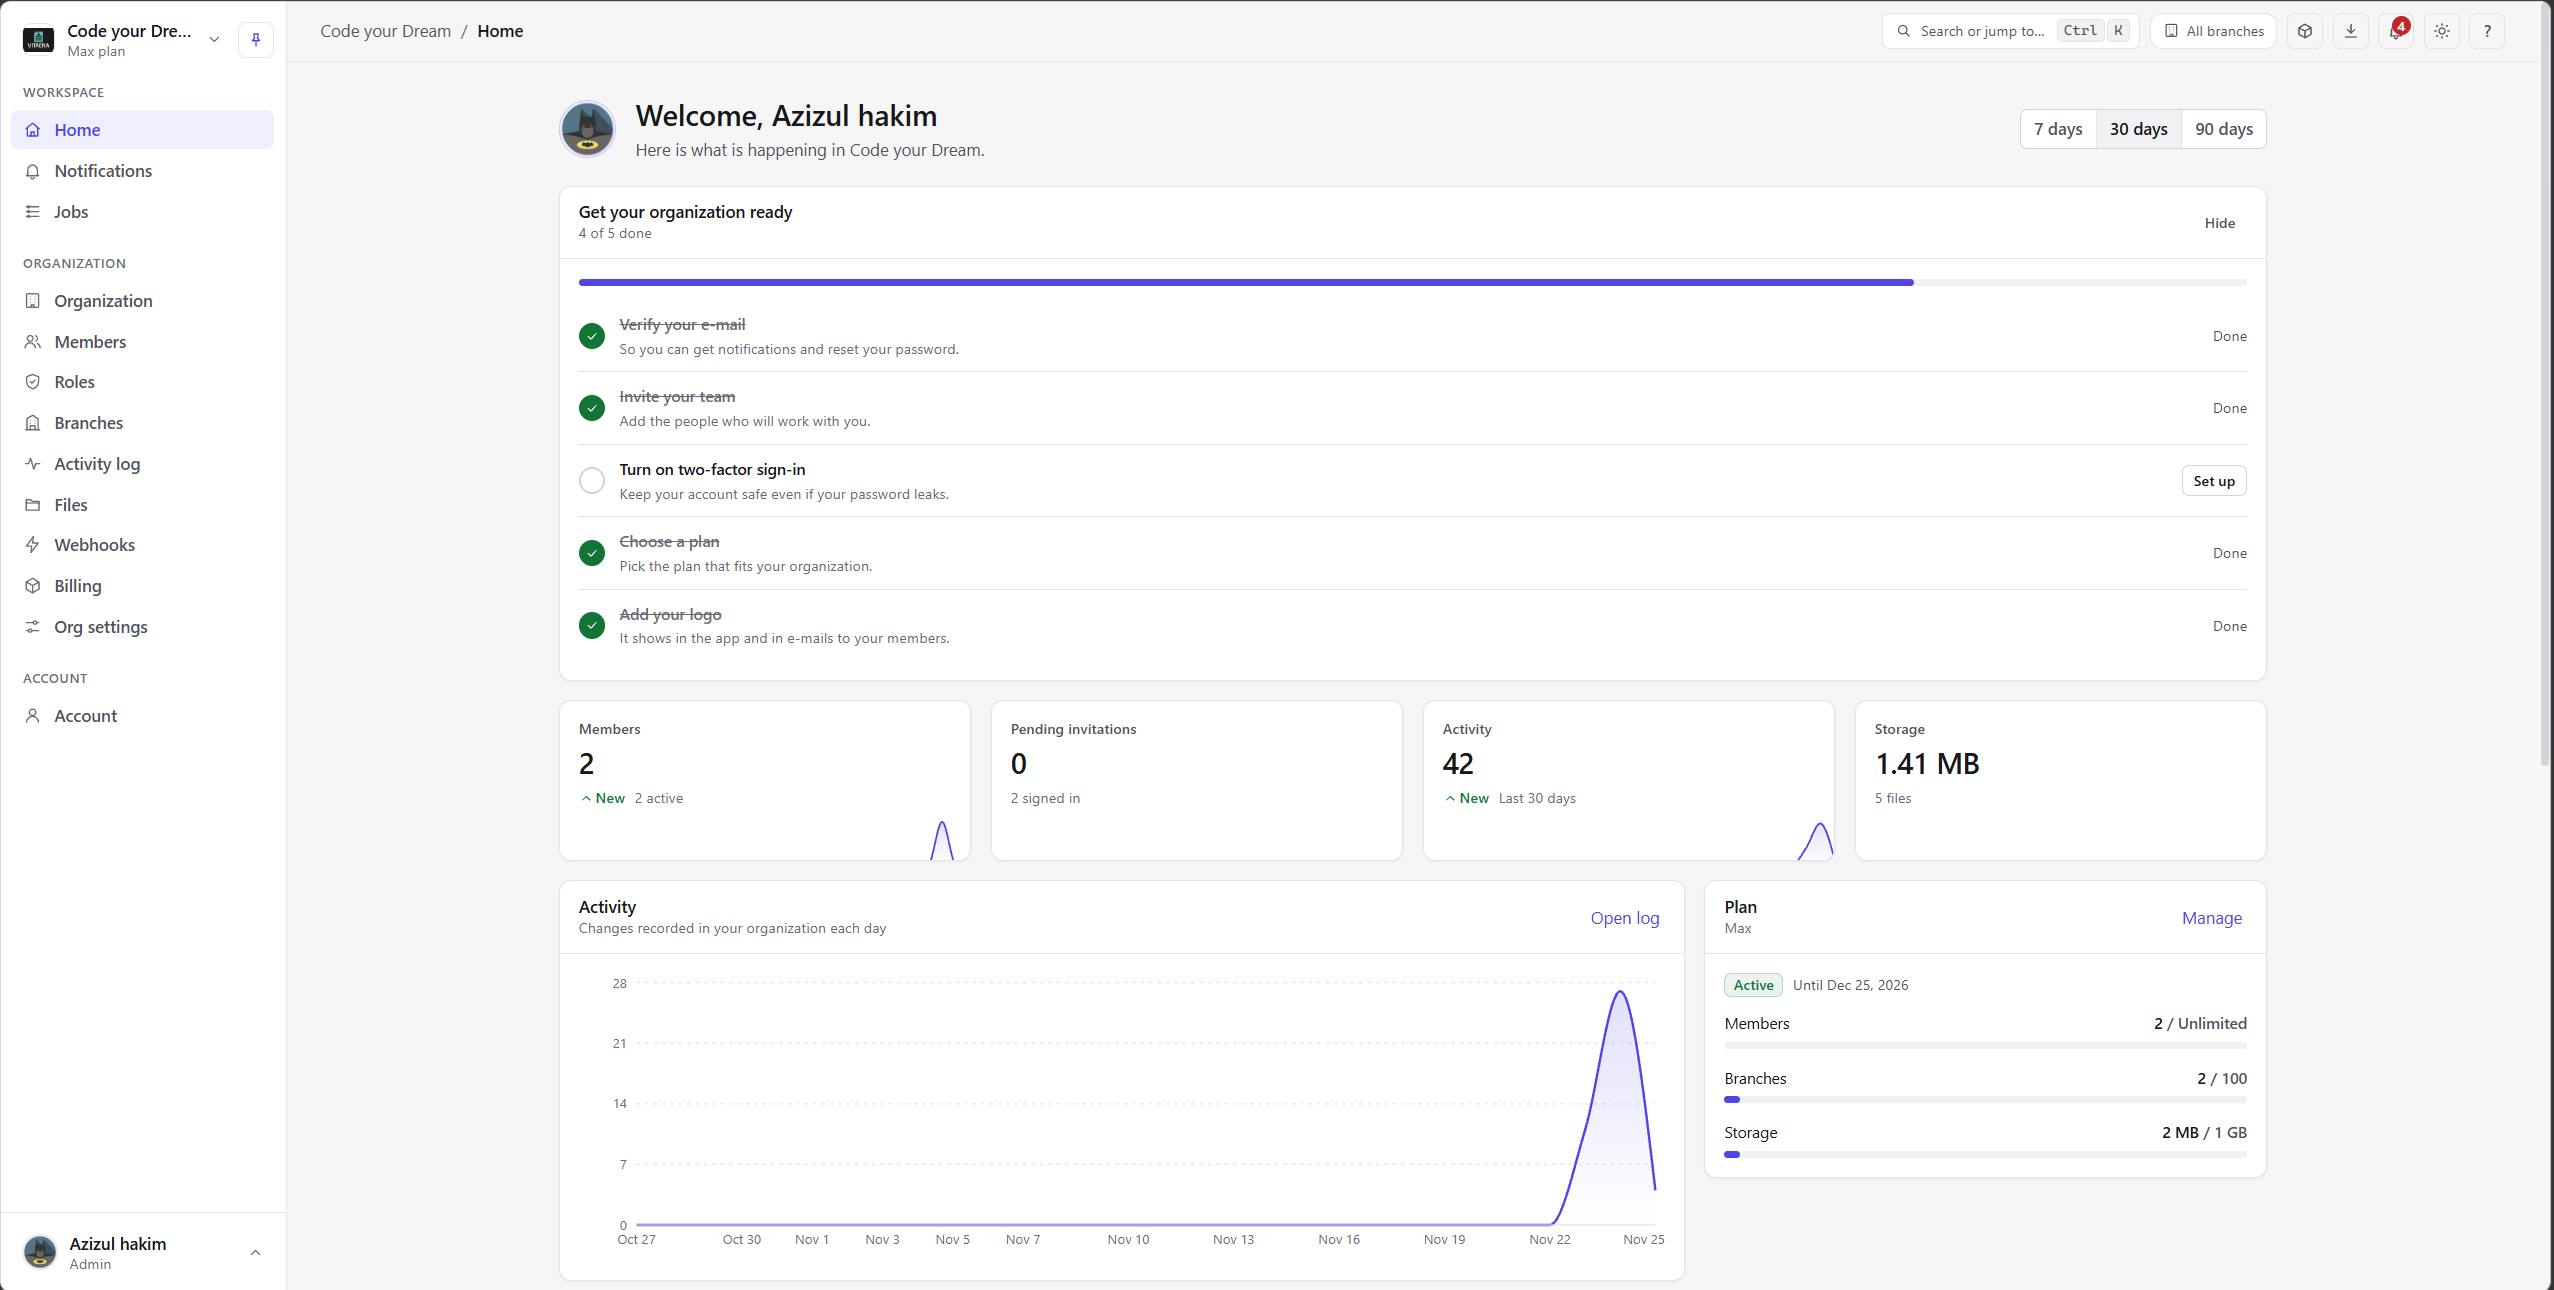 VITAENA
Code your Dre...
Max plan
WORKSPACE
Home
Notifications
Jobs
ORGANIZATION
Organization
Members
Roles
Branches
Activity log
Files
Webhooks
Billing
Org settings
ACCOUNT
Account
Azizul hakim
Admin
Code your Dream / Home
Search or jump to... Ctrl K
All branches
4
?
Welcome, Azizul hakim
Here is what is happening in Code your Dream.
7 days 30 days 90 days
Get your organization ready
4 of 5 done
Hide
Verify your e-mail
So you can get notifications and reset your password.
Done
Invite your team
Add the people who will work with you.
Done
Turn on two-factor sign-in
Keep your account safe even if your password leaks.
Set up
Choose a plan
Pick the plan that fits your organization.
Done
Add your logo
It shows in the app and in e-mails to your members.
Done
Members
2
New 2 active
Pending invitations
0
2 signed in
Activity
42
New Last 30 days
Storage
1.41 MB
5 files
Activity
Changes recorded in your organization each day
Open log
28
21
14
7
0
Oct 27 Oct 30 Nov 1 Nov 3 Nov 5 Nov 7 Nov 10 Nov 13 Nov 16 Nov 19 Nov 22 Nov 25
Plan
Max
Manage
Active Until Dec 25, 2026
Members 2 / Unlimited
Branches 2 / 100
Storage 2 MB / 1 GB